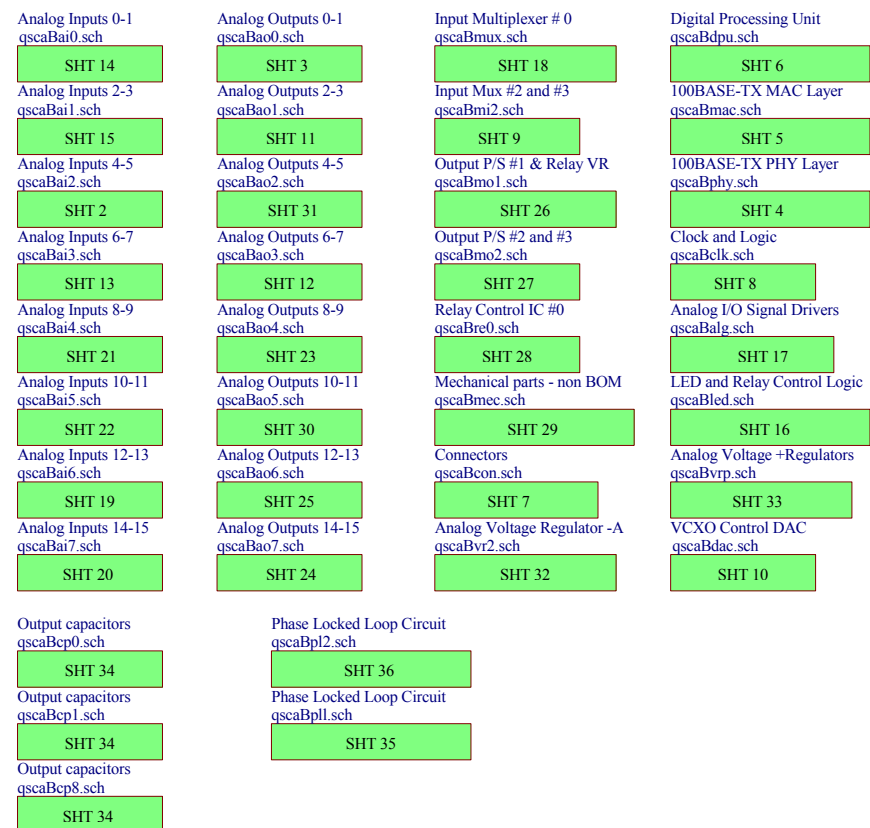 Analog Inputs 0-1
qscaBai0.sch
SHT 14
Analog Inputs 2-3
qscaBai1.sch
SHT 15
Analog Inputs 4-5
qscaBai2.sch
SHT 2
Analog Inputs 6-7
qscaBai3.sch
SHT 13
Analog Inputs 8-9
qscaBai4.sch
SHT 21
Analog Inputs 10-11
qscaBai5.sch
SHT 22
Analog Inputs 12-13
qscaBai6.sch
SHT 19
Analog Inputs 14-15
qscaBai7.sch
SHT 20
Analog Outputs 0-1
qscaBao0.sch
SHT 3
Analog Outputs 2-3
qscaBao1.sch
SHT 11
Analog Outputs 4-5
qscaBao2.sch
SHT 31
Analog Outputs 6-7
qscaBao3.sch
SHT 12
Analog Outputs 8-9
qscaBao4.sch
SHT 23
Analog Outputs 10-11
qscaBao5.sch
SHT 30
Analog Outputs 12-13
qscaBao6.sch
SHT 25
Analog Outputs 14-15
qscaBao7.sch
SHT 24
Input Multiplexer # 0
qscaBmux.sch
SHT 18
Input Mux #2 and #3
qscaBmi2.sch
SHT 9
Output P/S #1 & Relay VR
qscaBmo1.sch
SHT 26
Output P/S #2 and #3
qscaBmo2.sch
SHT 27
Relay Control IC #0
qscaBre0.sch
SHT 28
Mechanical parts - non BOM
qscaBmec.sch
SHT 29
Connectors
qscaBcon.sch
SHT 7
Analog Voltage Regulator -A
qscaBvr2.sch
SHT 32
Digital Processing Unit
qscaBdpu.sch
SHT 6
100BASE-TX MAC Layer
qscaBmac.sch
SHT 5
100BASE-TX PHY Layer
qscaBphy.sch
SHT 4
Clock and Logic
qscaBclk.sch
SHT 8
Analog I/O Signal Drivers
qscaBalg.sch
SHT 17
LED and Relay Control Logic
qscaBled.sch
SHT 16
Analog Voltage +Regulators
qscaBvrp.sch
SHT 33
VCXO Control DAC
qscaBdac.sch
SHT 10
Output capacitors
qscaBcp0.sch
SHT 34
Output capacitors
qscaBcp1.sch
SHT 34
Output capacitors
qscaBcp8.sch
SHT 34
Phase Locked Loop Circuit
qscaBpl2.sch
SHT 36
Phase Locked Loop Circuit
qscaBpll.sch
SHT 35